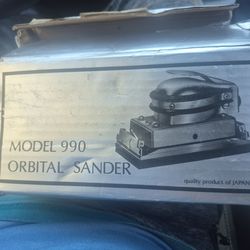 MODEL 990
ORBITAL SANDER
quality product of JAPAN